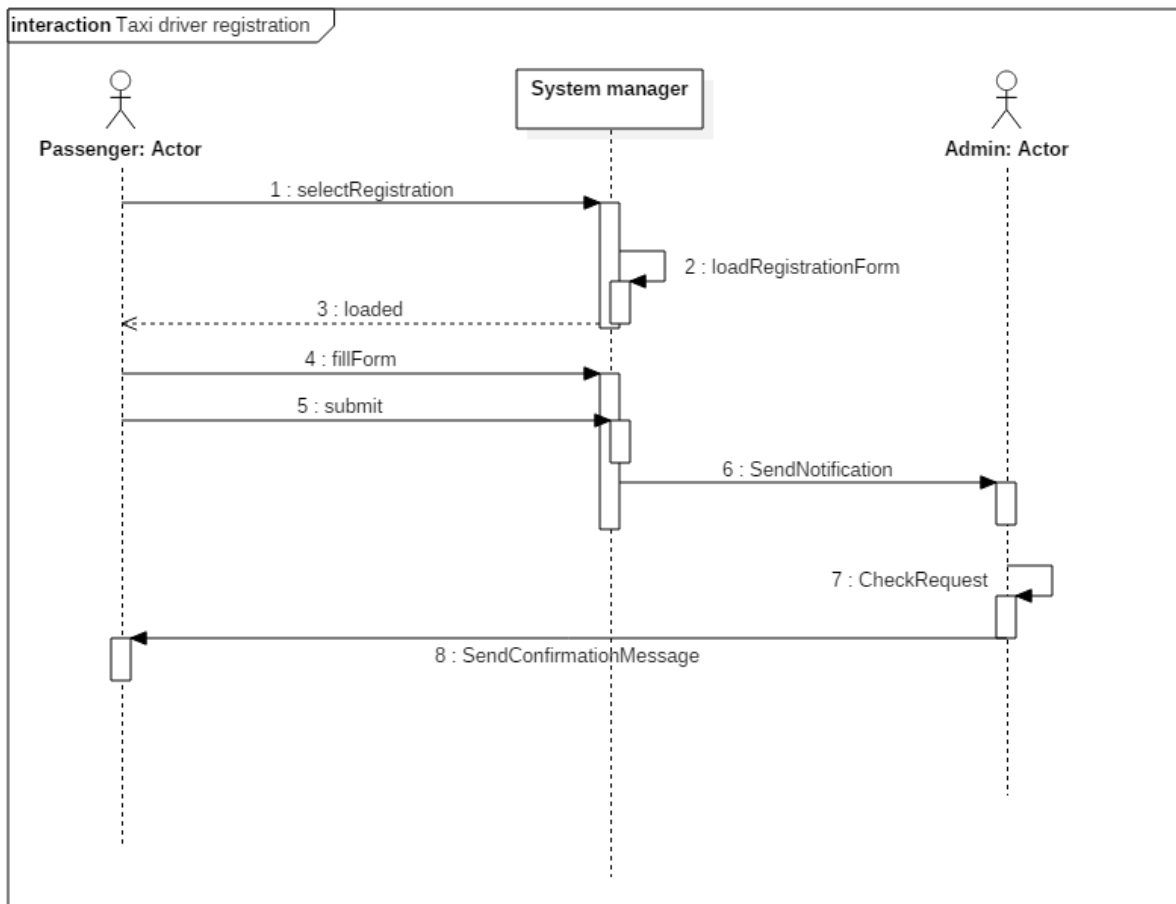 interaction Taxi driver registration
System manager
Passenger: Actor
Admin: Actor
1 : selectRegistration
2 : loadRegistrationForm
3 : loaded
4 : fillForm
5 : submit
6 : SendNotification
7 : CheckRequest
8 : SendConfirmationMessage